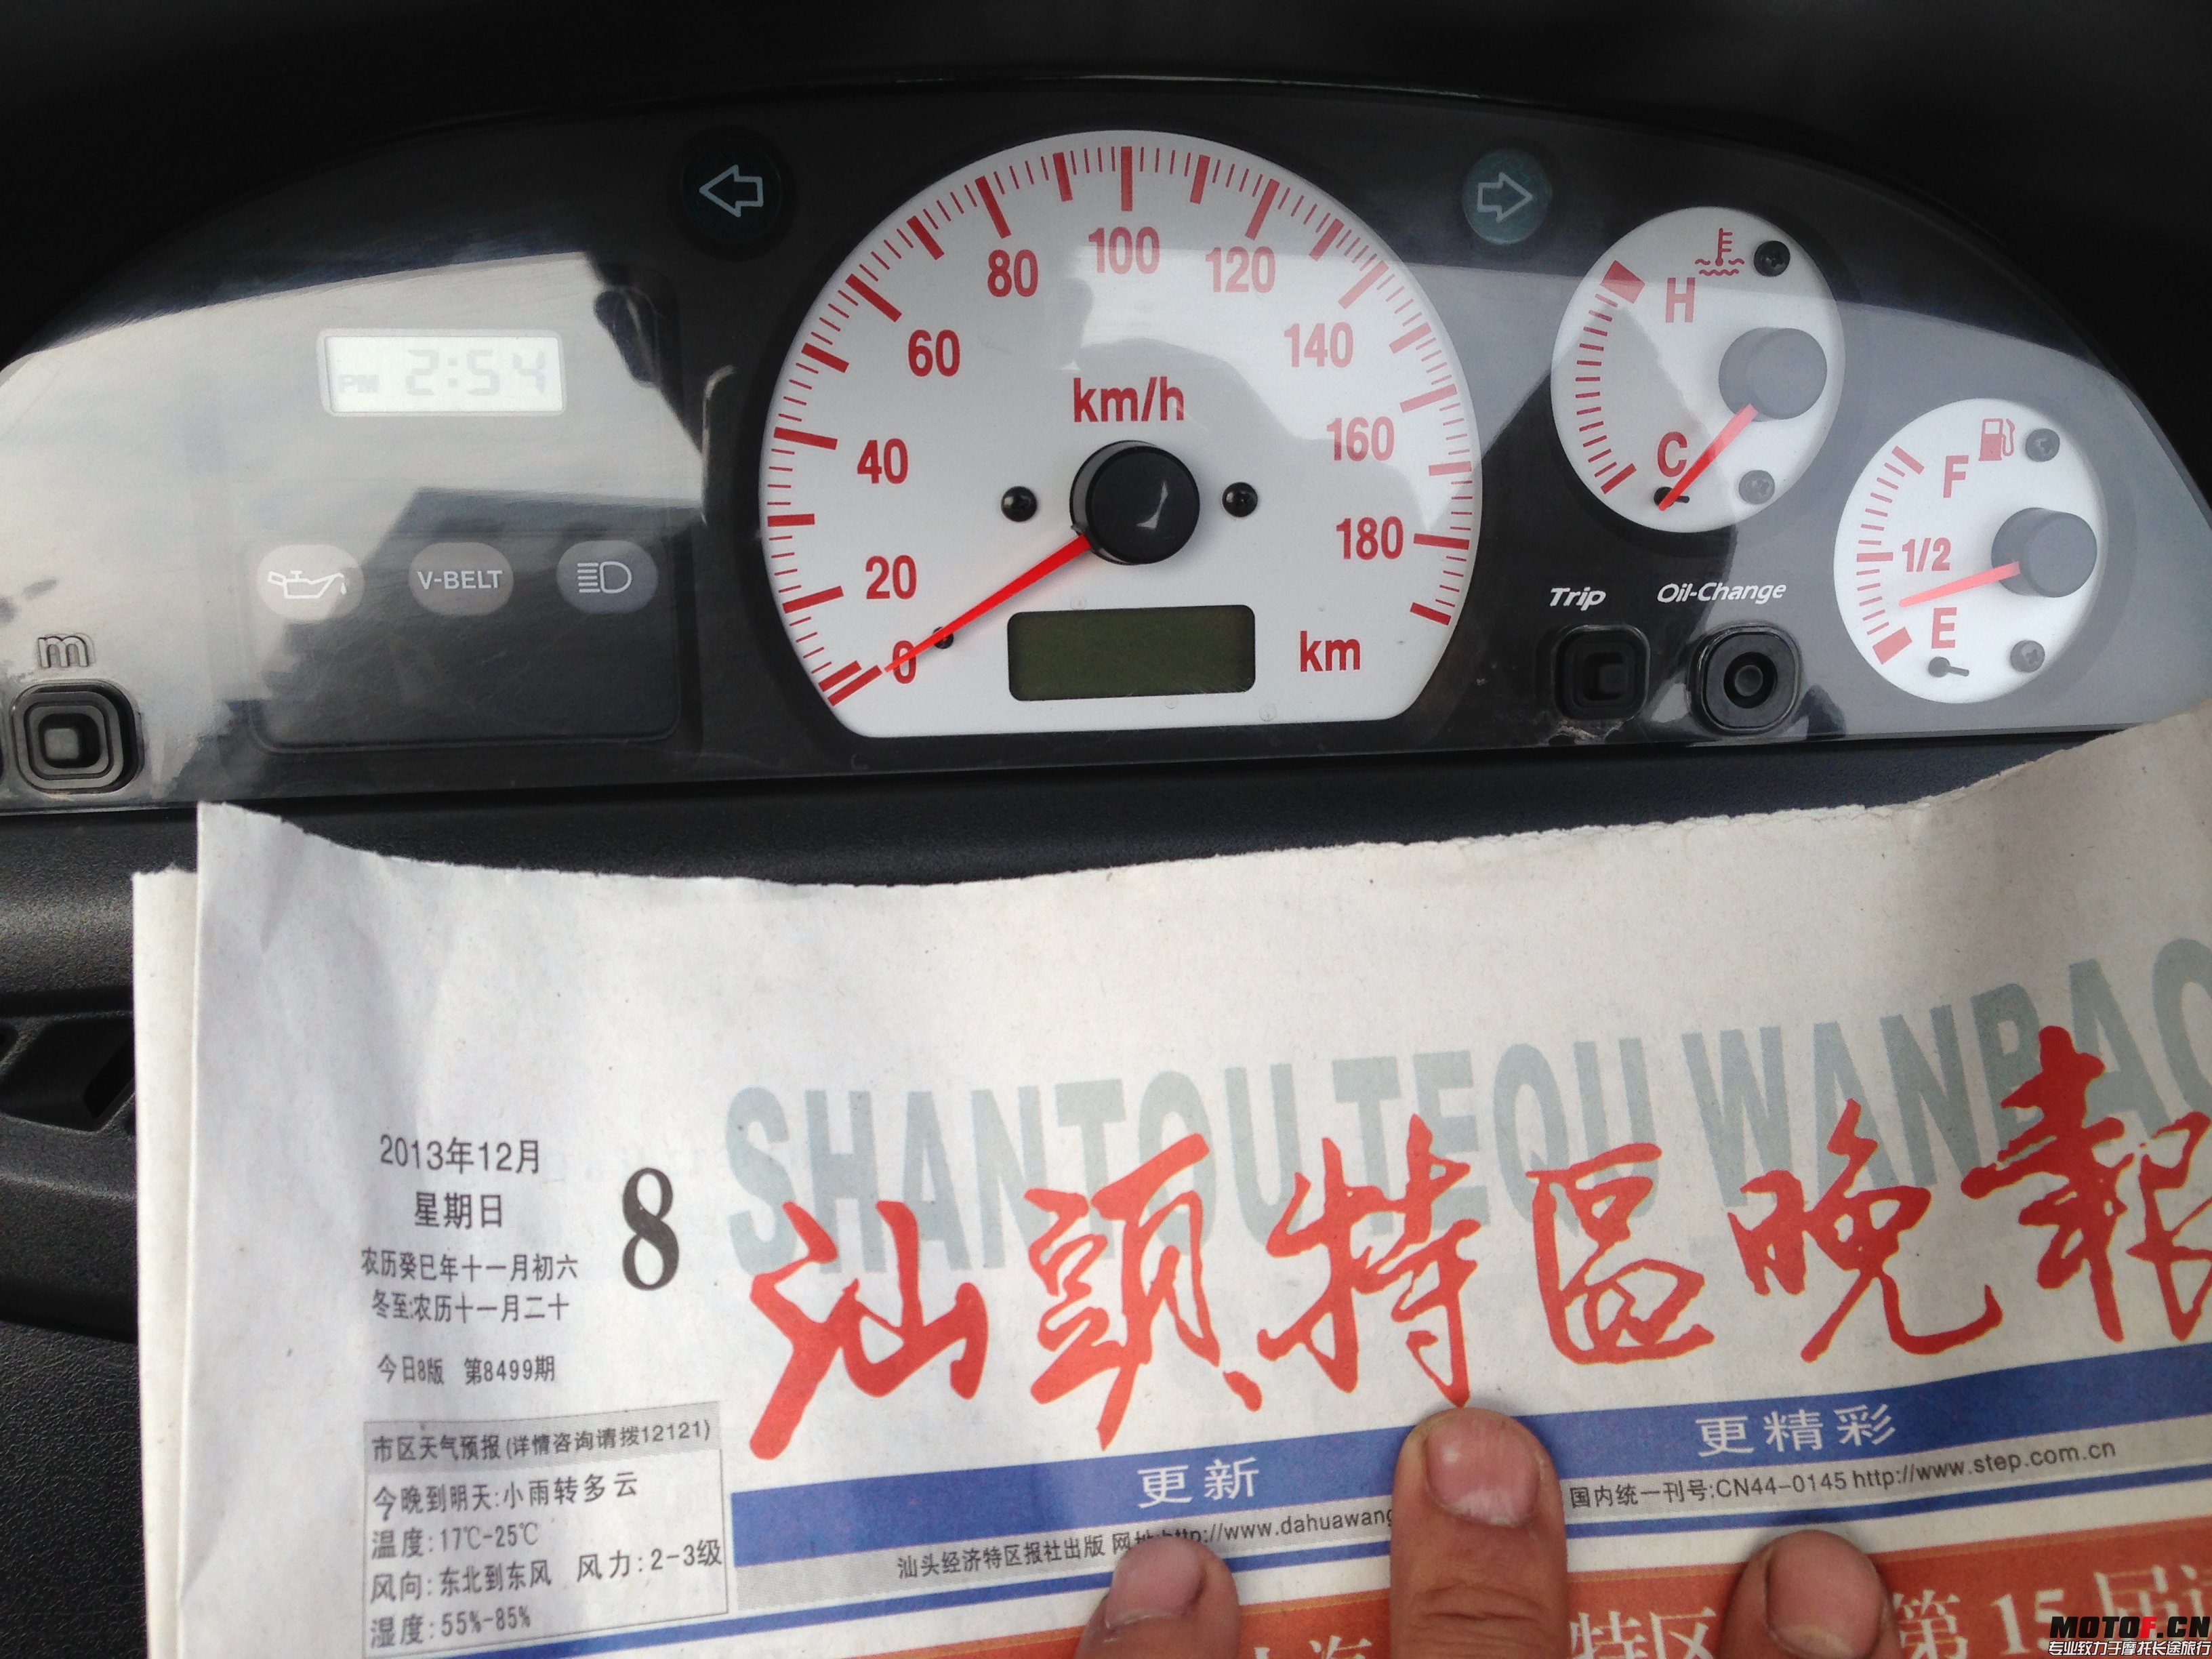 PM 2:54
m
V-BELT
0
20
40
60
80
100
120
140
160
180
km/h
km
H
C
Trip
Oil-Change
F
1/2
E
SHANTOU TEQU WANBAO
汕頭特區晚報
2013年12月
星期日
8
农历癸巳年十一月初六
冬至:农历十一月二十
今日8版 第8499期
市区天气预报(详情咨询请拨12121)
今晚到明天:小雨转多云
温度:17℃-25℃
风向:东北到东风 风力:2-3级
湿度:55%-85%
更新
更精彩
汕头经济特区报社出版 网址:http://www.dahuawang
国内统一刊号:CN44-0145 http://www.step.com.cn
特区
第15届
MOTOF.CN
专业致力于摩托长途旅行